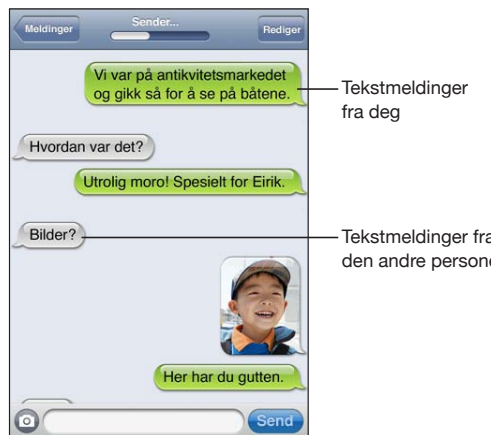 Meldinger
Sender...
Rediger
Vi var på antikvitetsmarkedet
og gikk så for å se på båtene.
Tekstmeldinger
fra deg
Hvordan var det?
Utrolig moro! Spesielt for Eirik.
Bilder?
Tekstmeldinger fra
den andre persone
Her har du gutten.
Send